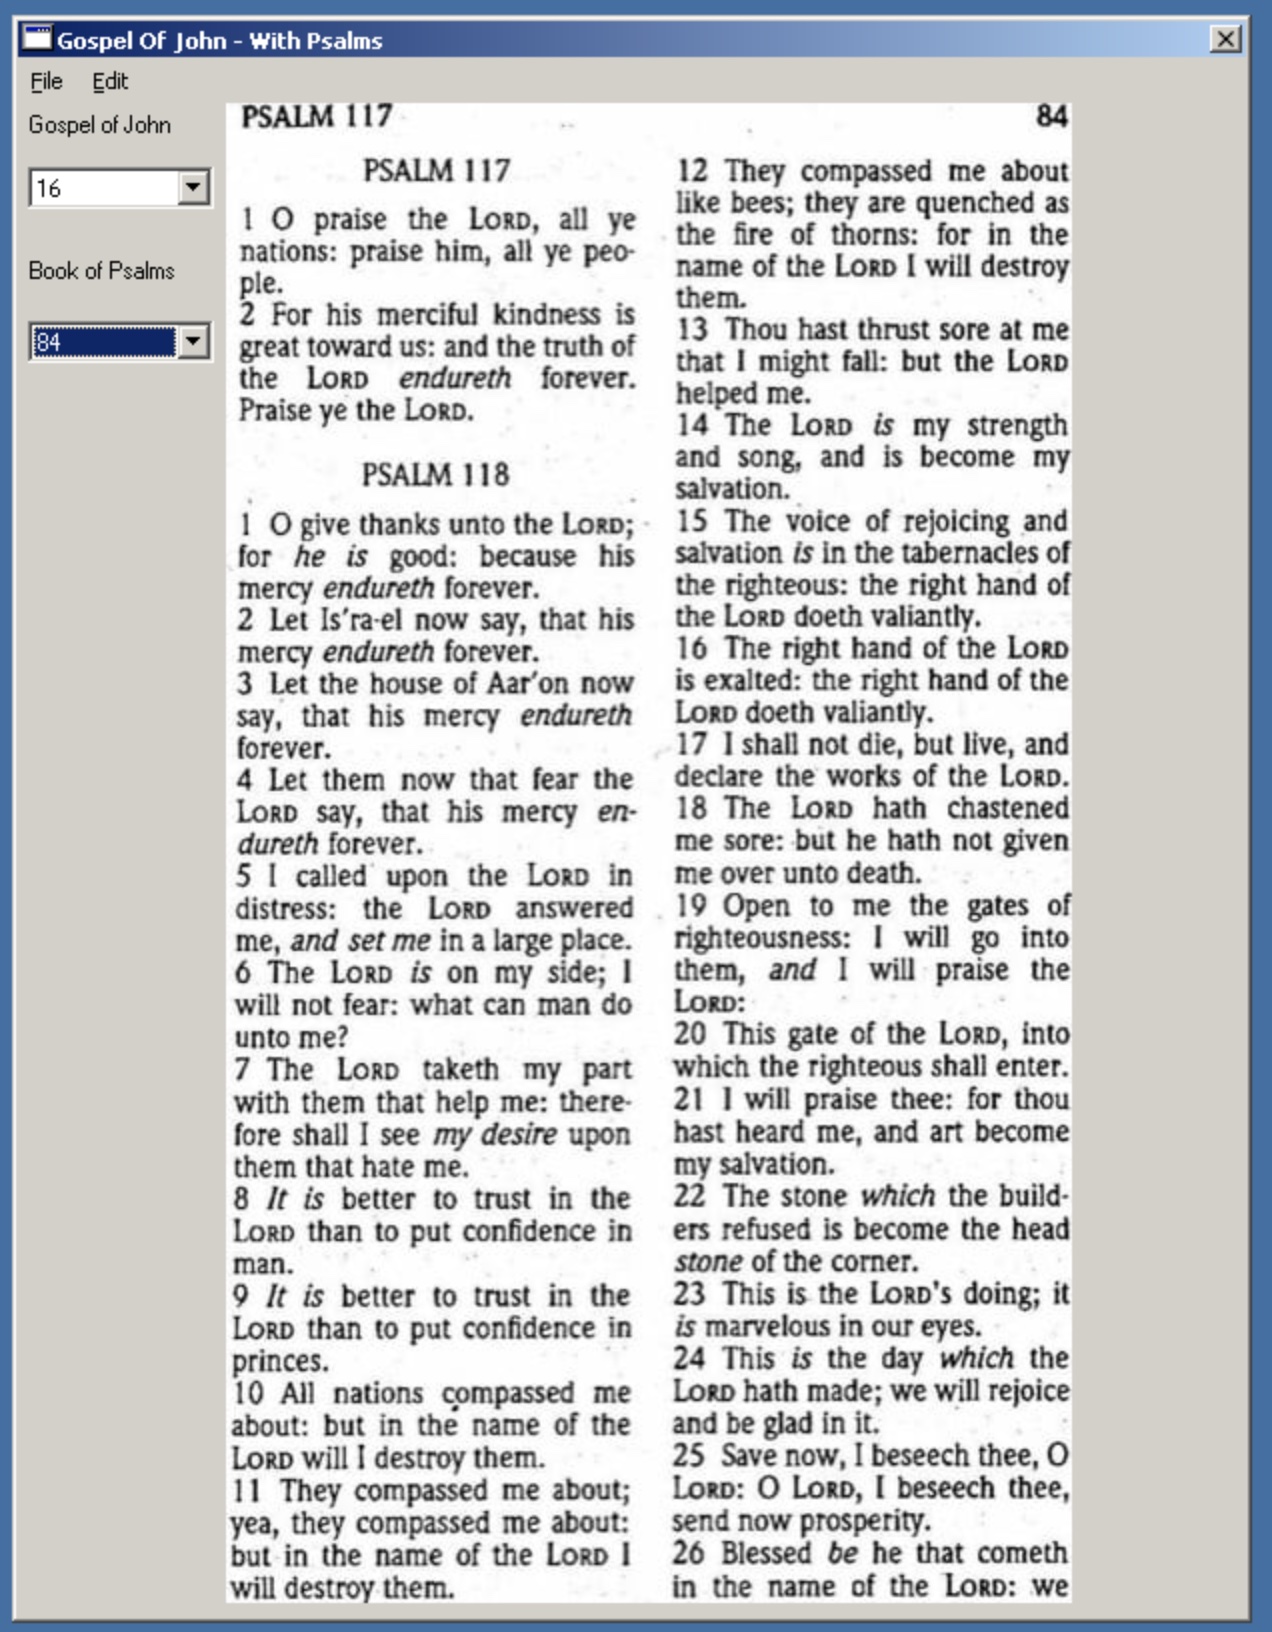 Gospel Of John - With Psalms
File Edit
Gospel of John
16
Book of Psalms
84
PSALM 117 84
PSALM 117
1 O praise the LORD, all ye
nations: praise him, all ye peo-
ple.
2 For his merciful kindness is
great toward us: and the truth of
the LORD endureth forever.
Praise ye the LORD.
PSALM 118
1 O give thanks unto the LORD;
for he is good: because his
mercy endureth forever.
2 Let Is'ra-el now say, that his
mercy endureth forever.
3 Let the house of Aar'on now
say, that his mercy endureth
forever.
4 Let them now that fear the
LORD say, that his mercy en-
dureth forever.
5 I called upon the LORD in
distress: the LORD answered
me, and set me in a large place.
6 The LORD is on my side; I
will not fear: what can man do
unto me?
7 The LORD taketh my part
with them that help me: there-
fore shall I see my desire upon
them that hate me.
8 It is better to trust in the
LORD than to put confidence in
man.
9 It is better to trust in the
LORD than to put confidence in
princes.
10 All nations compassed me
about: but in the name of the
LORD will I destroy them.
11 They compassed me about;
yea, they compassed me about:
but in the name of the LORD I
will destroy them.
12 They compassed me about
like bees; they are quenched as
the fire of thorns: for in the
name of the LORD I will destroy
them.
13 Thou hast thrust sore at me
that I might fall: but the LORD
helped me.
14 The LORD is my strength
and song, and is become my
salvation.
15 The voice of rejoicing and
salvation is in the tabernacles of
the righteous: the right hand of
the LORD doeth valiantly.
16 The right hand of the LORD
is exalted: the right hand of the
LORD doeth valiantly.
17 I shall not die, but live, and
declare the works of the LORD.
18 The LORD hath chastened
me sore: but he hath not given
me over unto death.
19 Open to me the gates of
righteousness: I will go into
them, and I will praise the
LORD:
20 This gate of the LORD, into
which the righteous shall enter.
21 I will praise thee: for thou
hast heard me, and art become
my salvation.
22 The stone which the build-
ers refused is become the head
stone of the corner.
23 This is the LORD's doing; it
is marvelous in our eyes.
24 This is the day which the
LORD hath made; we will rejoice
and be glad in it.
25 Save now, I beseech thee, O
LORD: O LORD, I beseech thee,
send now prosperity.
26 Blessed be he that cometh
in the name of the LORD: we